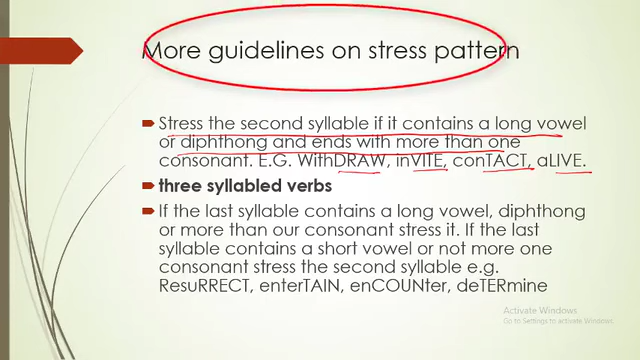 More guidelines on stress pattern
Stress the second syllable if it contains a long vowel
or diphthong and ends with more than one
consonant. E.G. WithDRAW, inVITE, conTACT, aLIVE.
three syllabled verbs
If the last syllable contains a long vowel, diphthong
or more than our consonant stress it. If the last
syllable contains a short vowel or not more one
consonant stress the second syllable e.g.
ResuRRECT, enterTAIN, enCOUNter, deTERmine
Activate Windows
Go to Settings to activate Windows.